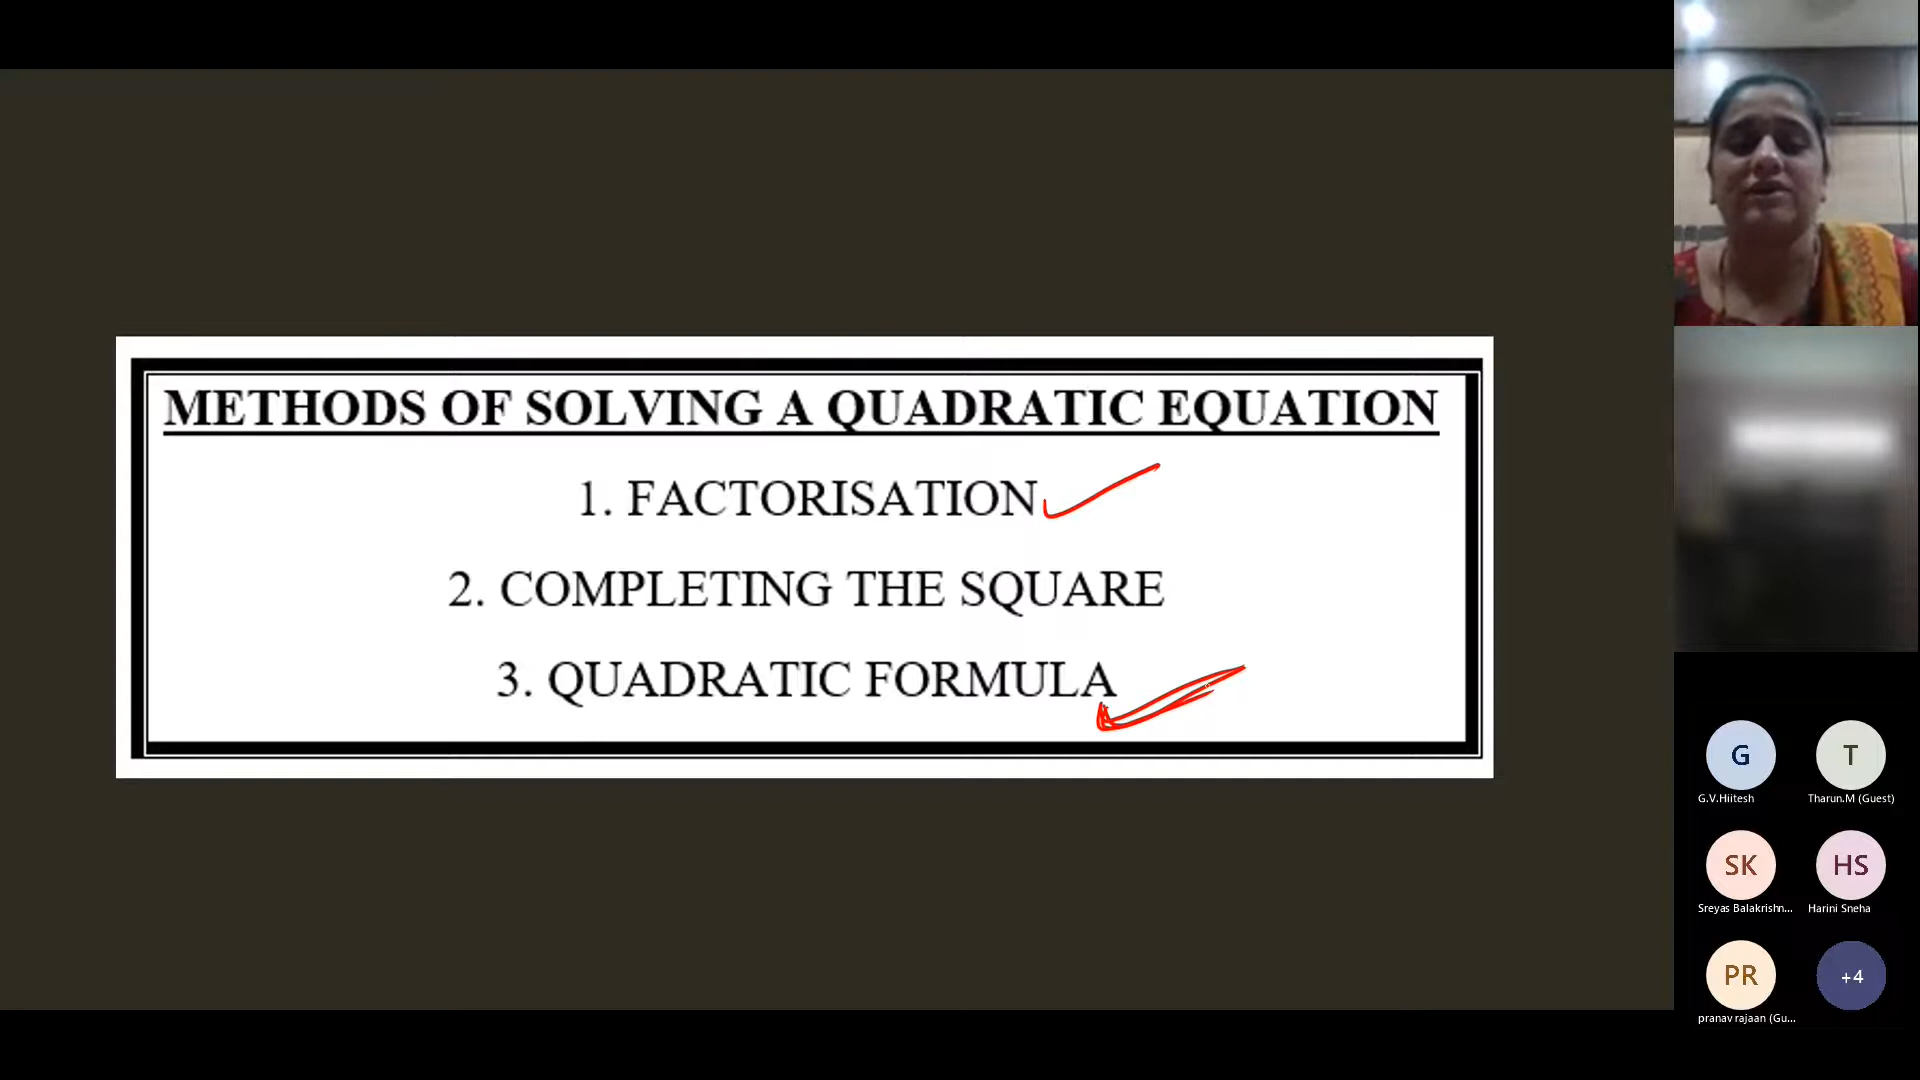 METHODS OF SOLVING A QUADRATIC EQUATION
1. FACTORISATION
2. COMPLETING THE SQUARE
3. QUADRATIC FORMULA
G
G.V.Hiitesh
T
Tharun.M (Guest)
SK
Sreyas Balakrishn...
HS
Harini Sneha
PR
pranav rajaan (Gu...
+4